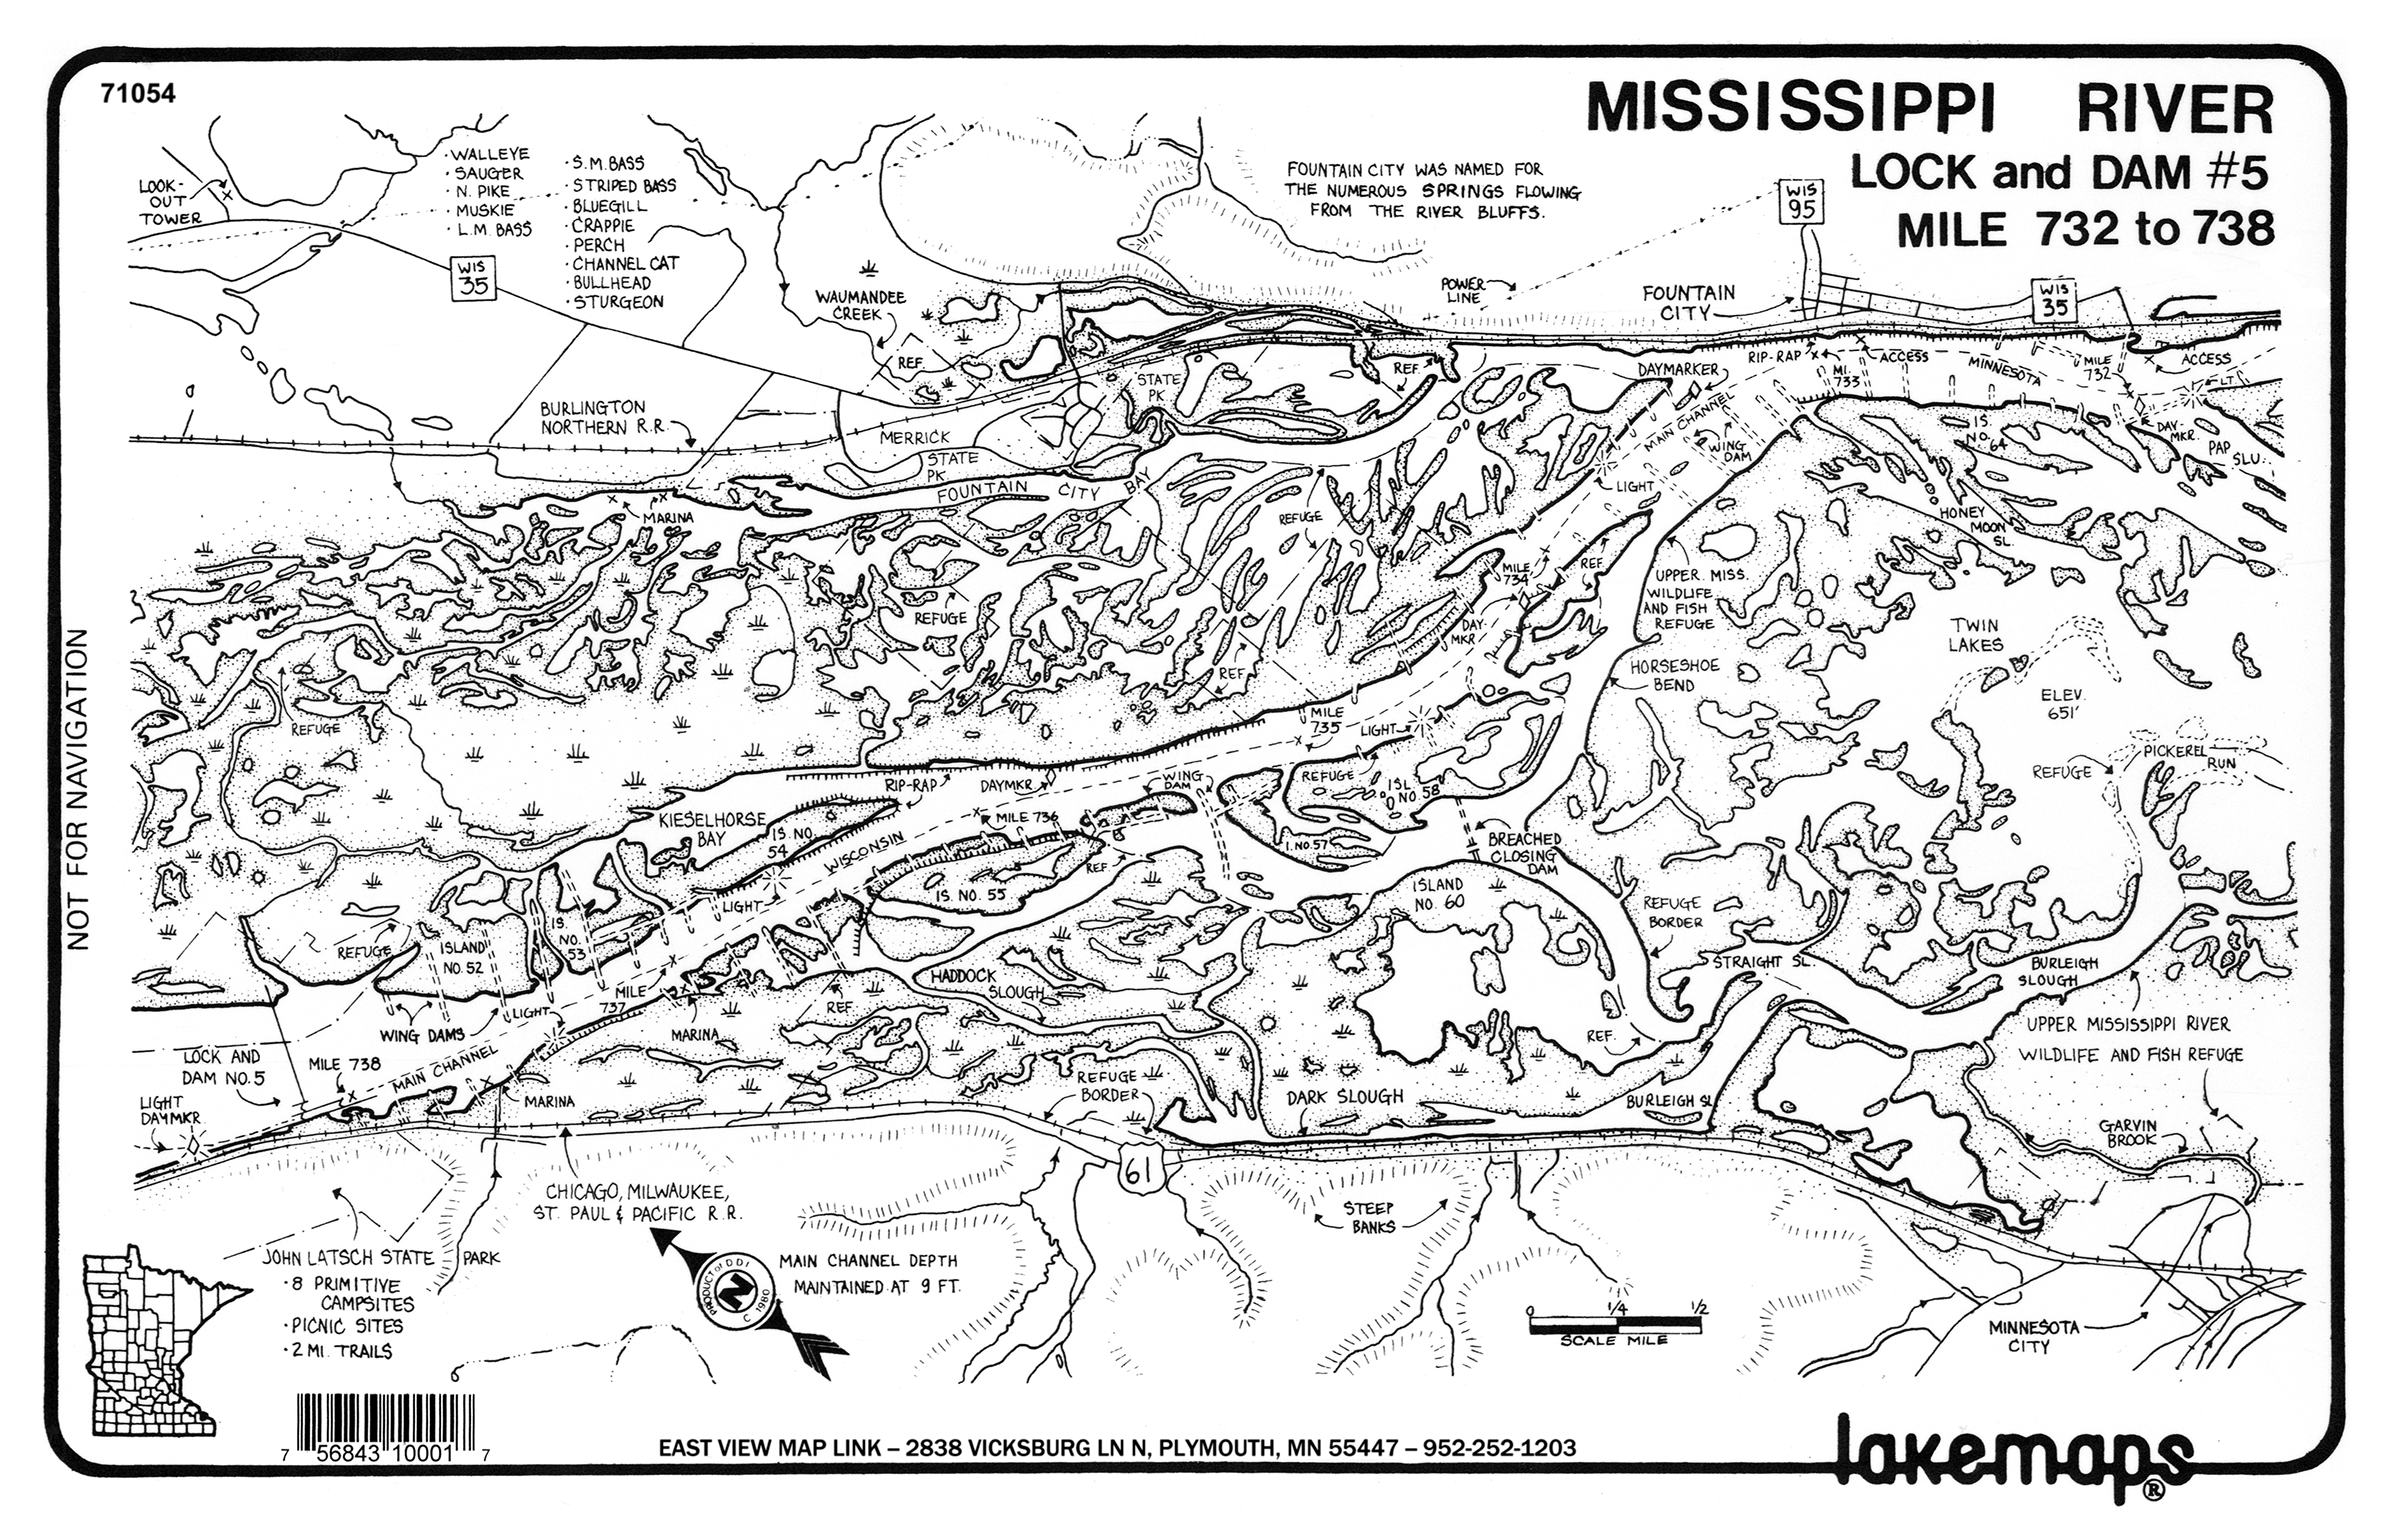 71054
MISSISSIPPI RIVER
LOCK and DAM #5
MILE 732 to 738
LOOK-
OUT
TOWER
· WALLEYE
· SAUGER
· N. PIKE
· MUSKIE
· L.M. BASS
· S.M. BASS
· STRIPED BASS
· BLUEGILL
· CRAPPIE
· PERCH
· CHANNEL CAT
· BULLHEAD
· STURGEON
FOUNTAIN CITY WAS NAMED FOR
THE NUMEROUS SPRINGS FLOWING
FROM THE RIVER BLUFFS.
WIS
95
WIS
35
WAUMANDEE
CREEK
POWER
LINE
FOUNTAIN
CITY
WIS
35
REF.
STATE
PK
REF.
RIP-RAP
ACCESS
MI.
733
MINNESOTA
MILE
732
ACCESS
LT.
DAYMARKER
MAIN CHANNEL
WING
DAM
IS.
NO. 64
DAY-
MKR.
PAP SLU.
BURLINGTON
NORTHERN R.R.
MERRICK
STATE
PK
FOUNTAIN CITY BAY
MARINA
REFUGE
LIGHT
HONEY
MOON
SL.
MILE
734
REF.
UPPER MISS.
WILDLIFE
AND FISH
REFUGE
REFUGE
DAY
MKR
TWIN
LAKES
REF.
HORSESHOE
BEND
ELEV.
651'
REFUGE
MILE
735
LIGHT
PICKEREL
RUN
REFUGE
RIP-RAP
DAYMKR.
WING
DAM
REFUGE
ISL.
NO. 58
KIESELHORSE
BAY
IS. NO.
54
WISCONSIN
MILE 736
I. NO. 57
BREACHED
CLOSING
DAM
REF.
LIGHT
IS. NO. 55
ISLAND
NO. 60
REFUGE
BORDER
REFUGE
ISLAND
NO. 52
IS.
NO.
53
HADDOCK
SLOUGH
STRAIGHT SL.
BURLEIGH
SLOUGH
MILE
737
REF.
WING DAMS
LIGHT
MARINA
REF.
UPPER MISSISSIPPI RIVER
WILDLIFE AND FISH REFUGE
LOCK AND
DAM NO. 5
MILE 738
MAIN CHANNEL
MARINA
REFUGE
BORDER
DARK SLOUGH
BURLEIGH SL.
LIGHT
DAYMKR
GARVIN
BROOK
61
CHICAGO, MILWAUKEE,
ST. PAUL & PACIFIC R.R.
STEEP
BANKS
JOHN LATSCH STATE PARK
· 8 PRIMITIVE
CAMPSITES
· PICNIC SITES
· 2 MI. TRAILS
PRODUCT of DDI
N
C 1980
MAIN CHANNEL DEPTH
MAINTAINED AT 9 FT.
0 1/4 1/2
SCALE MILE
MINNESOTA
CITY
NOT FOR NAVIGATION
7 56843 10001 7
EAST VIEW MAP LINK – 2838 VICKSBURG LN N, PLYMOUTH, MN 55447 – 952-252-1203
lakemaps®